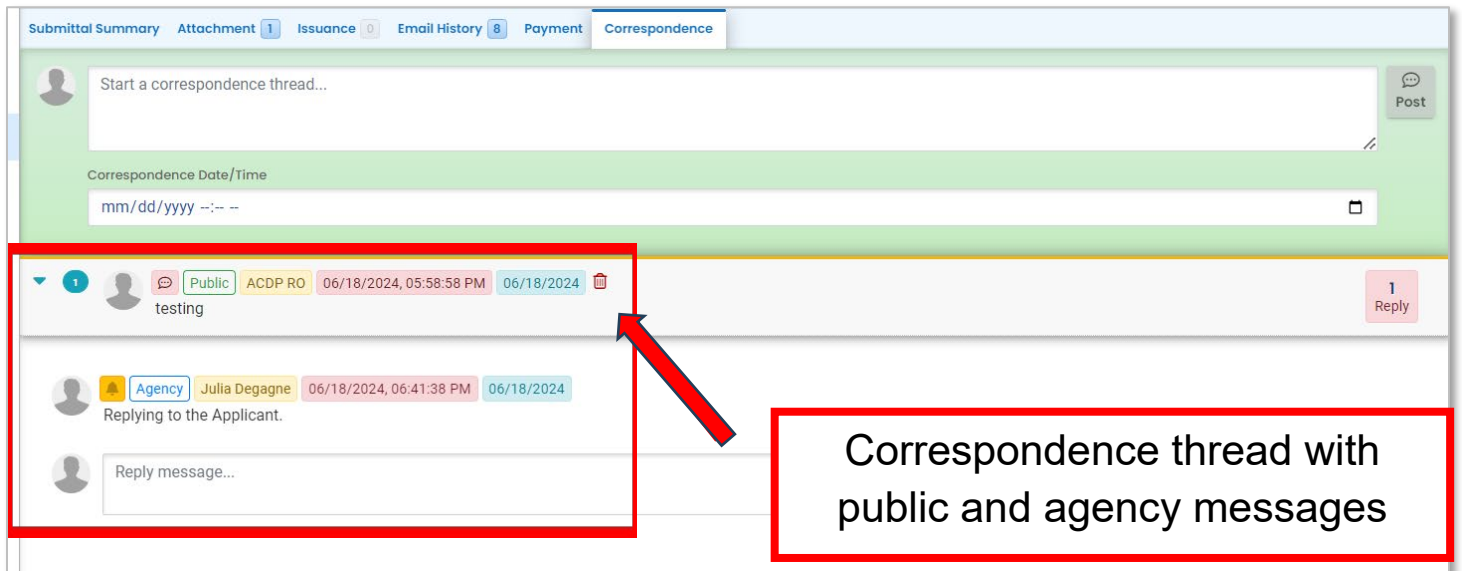 Submittal Summary Attachment 1 Issuance 0 Email History 8 Payment Correspondence
Start a correspondence thread...
Post
Correspondence Date/Time
mm/dd/yyyy --:-- --
1 Public ACDP RO 06/18/2024, 05:58:58 PM 06/18/2024
testing
1
Reply
Agency Julia Degagne 06/18/2024, 06:41:38 PM 06/18/2024
Replying to the Applicant.
Reply message...
Correspondence thread with
public and agency messages